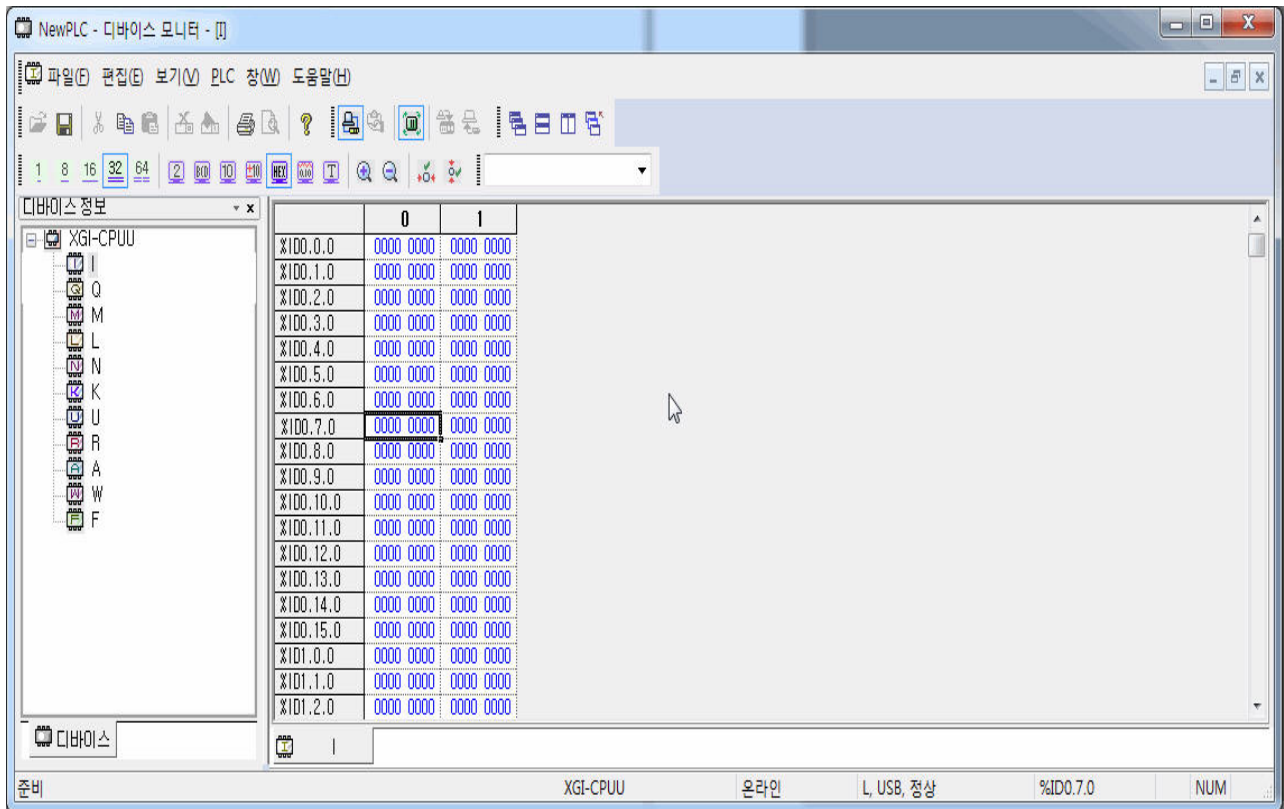 NewPLC - 디바이스 모니터 - [I]
파일(F) 편집(E) 보기(V) PLC 창(W) 도움말(H)
1 8 16 32 64 2 BCD 10 ±10 HEX 0.00 T
디바이스 정보
XGI-CPUU
I
Q
M
L
N
K
U
R
A
W
F
디바이스
0 1
%ID0.0.0 0000 0000 0000 0000
%ID0.1.0 0000 0000 0000 0000
%ID0.2.0 0000 0000 0000 0000
%ID0.3.0 0000 0000 0000 0000
%ID0.4.0 0000 0000 0000 0000
%ID0.5.0 0000 0000 0000 0000
%ID0.6.0 0000 0000 0000 0000
%ID0.7.0 0000 0000 0000 0000
%ID0.8.0 0000 0000 0000 0000
%ID0.9.0 0000 0000 0000 0000
%ID0.10.0 0000 0000 0000 0000
%ID0.11.0 0000 0000 0000 0000
%ID0.12.0 0000 0000 0000 0000
%ID0.13.0 0000 0000 0000 0000
%ID0.14.0 0000 0000 0000 0000
%ID0.15.0 0000 0000 0000 0000
%ID1.0.0 0000 0000 0000 0000
%ID1.1.0 0000 0000 0000 0000
%ID1.2.0 0000 0000 0000 0000
I
준비 XGI-CPUU 온라인 L, USB, 정상 %ID0.7.0 NUM